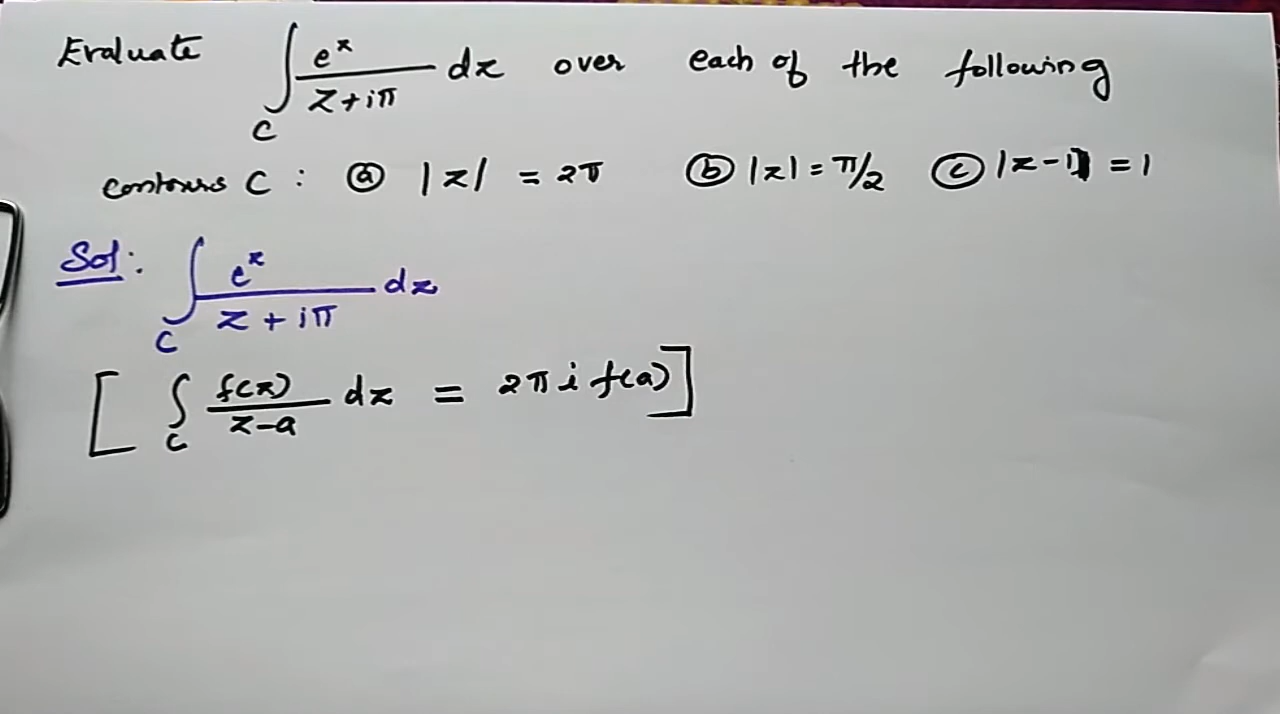 Evaluate ∫_C e^z/(z+iπ) dz over each of the following
contours C : ⓐ |z| = 2π ⓑ |z| = π/2 ⓒ |z-1| = 1
Sol: ∫_C e^z/(z+iπ) dz
[ ∫_C f(z)/(z-a) dz = 2πi f(a) ]